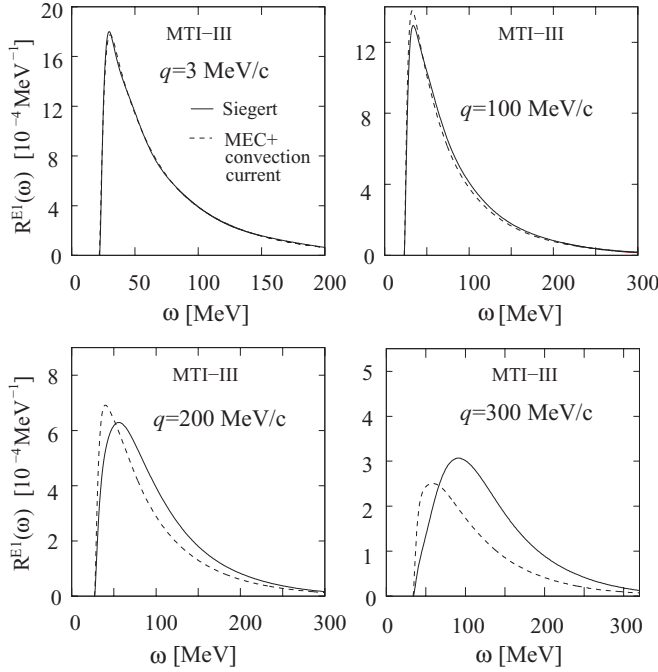 R^E1(ω) [10⁻⁴ MeV⁻¹]
20
16
12
8
4
0
MTI−III
q=3 MeV/c
Siegert
MEC+
convection
current
0 50 100 150 200
ω [MeV]
12
8
4
0
MTI−III
q=100 MeV/c
0 100 200 300
ω [MeV]
R^E1(ω) [10⁻⁴ MeV⁻¹]
8
6
4
2
0
MTI−III
q=200 MeV/c
0 100 200 300
ω [MeV]
5
4
3
2
1
0
MTI−III
q=300 MeV/c
0 100 200 300
ω [MeV]